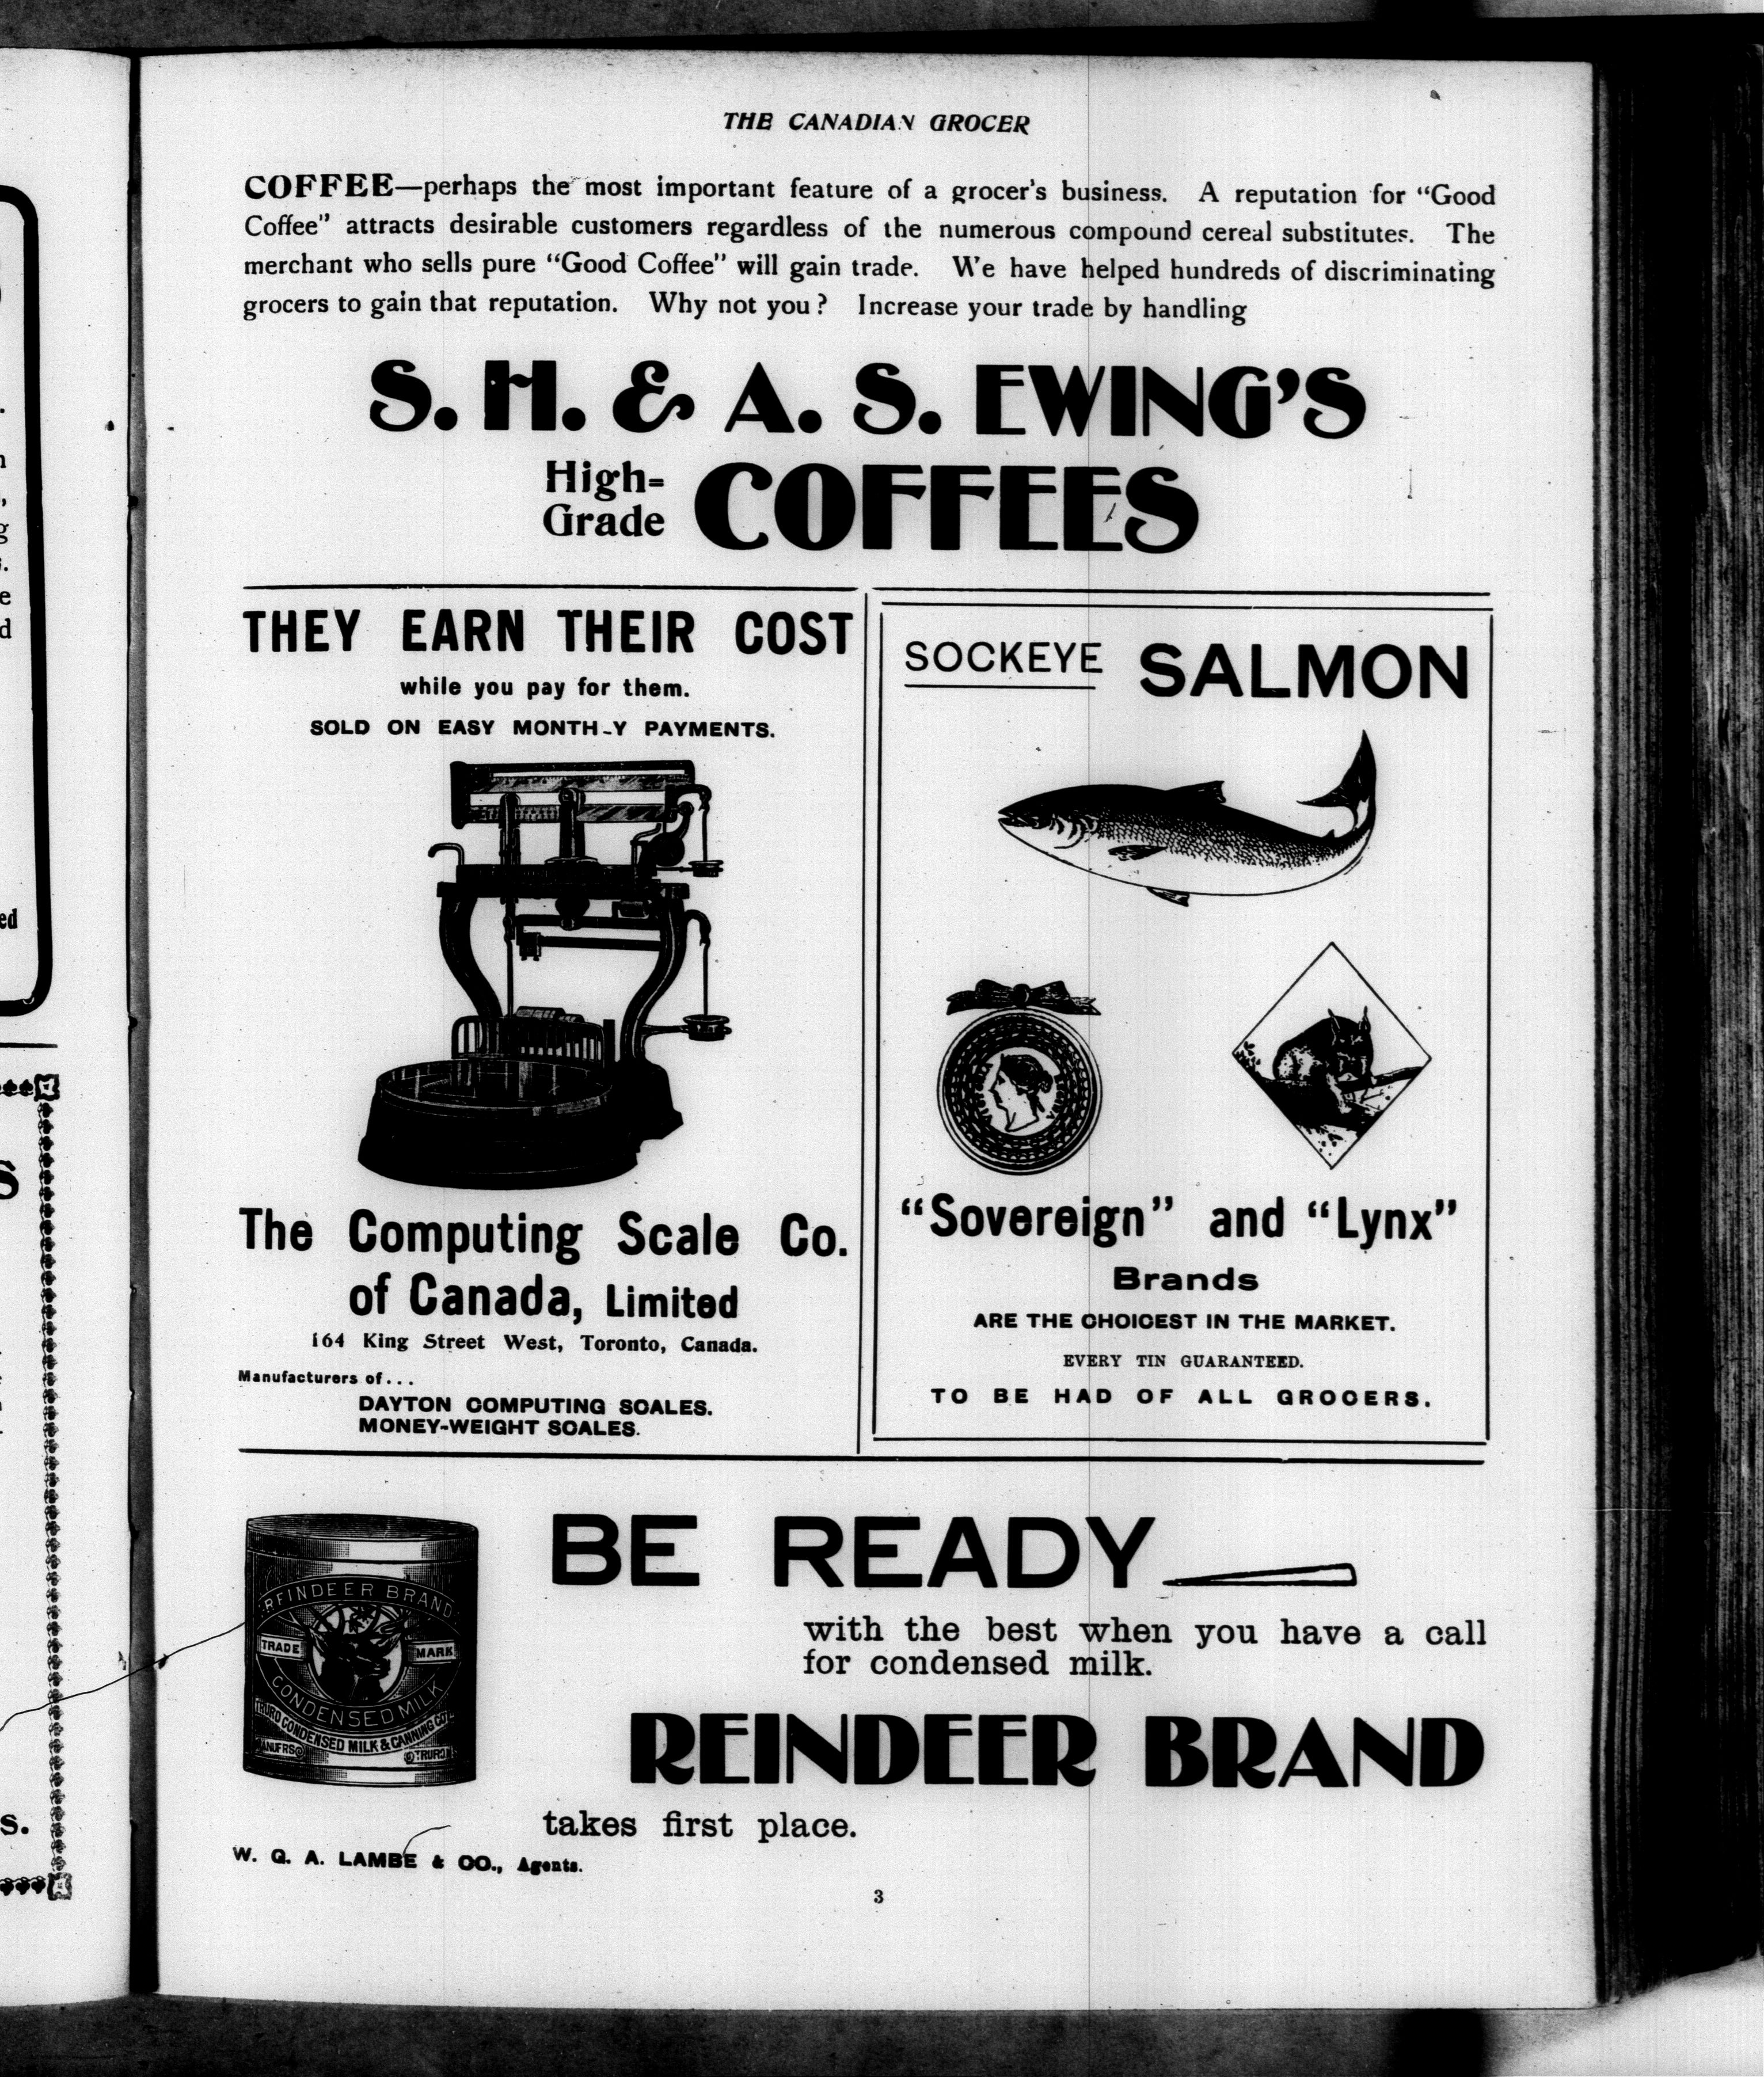 THE CANADIAN GROCER
COFFEE—perhaps the most important feature of a grocer's business. A reputation for "Good
Coffee" attracts desirable customers regardless of the numerous compound cereal substitutes. The
merchant who sells pure "Good Coffee" will gain trade. We have helped hundreds of discriminating
grocers to gain that reputation. Why not you? Increase your trade by handling
S. H. & A. S. EWING'S
High-
Grade COFFEES
THEY EARN THEIR COST
while you pay for them.
SOLD ON EASY MONTH-Y PAYMENTS.
The Computing Scale Co.
of Canada, Limited
164 King Street West, Toronto, Canada.
Manufacturers of...
DAYTON COMPUTING SCALES.
MONEY-WEIGHT SCALES.
SOCKEYE SALMON
VICTORIA
"Sovereign" and "Lynx"
Brands
ARE THE CHOICEST IN THE MARKET.
EVERY TIN GUARANTEED.
TO BE HAD OF ALL GROCERS.
REINDEER BRAND
TRADE MARK
CONDENSED MILK
TRURO CONDENSED MILK & CANNING CO
MANUFRS TRURO
BE READY
with the best when you have a call
for condensed milk.
REINDEER BRAND
takes first place.
W. G. A. LAMBE & CO., Agents.
3